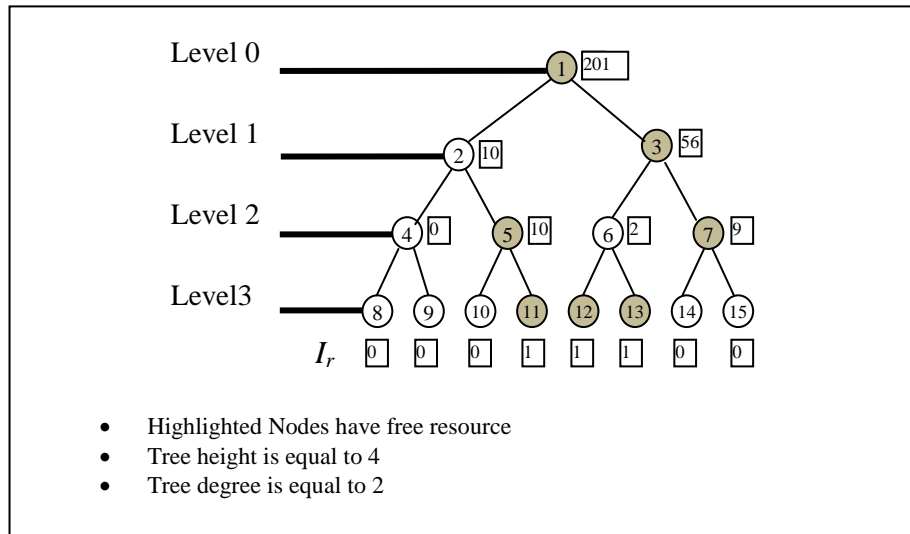 Level 0
1 201
Level 1
2 10 3 56
Level 2
4 0 5 10 6 2 7 9
Level3
8 9 10 11 12 13 14 15
Ir 0 0 0 1 1 1 0 0
• Highlighted Nodes have free resource
• Tree height is equal to 4
• Tree degree is equal to 2